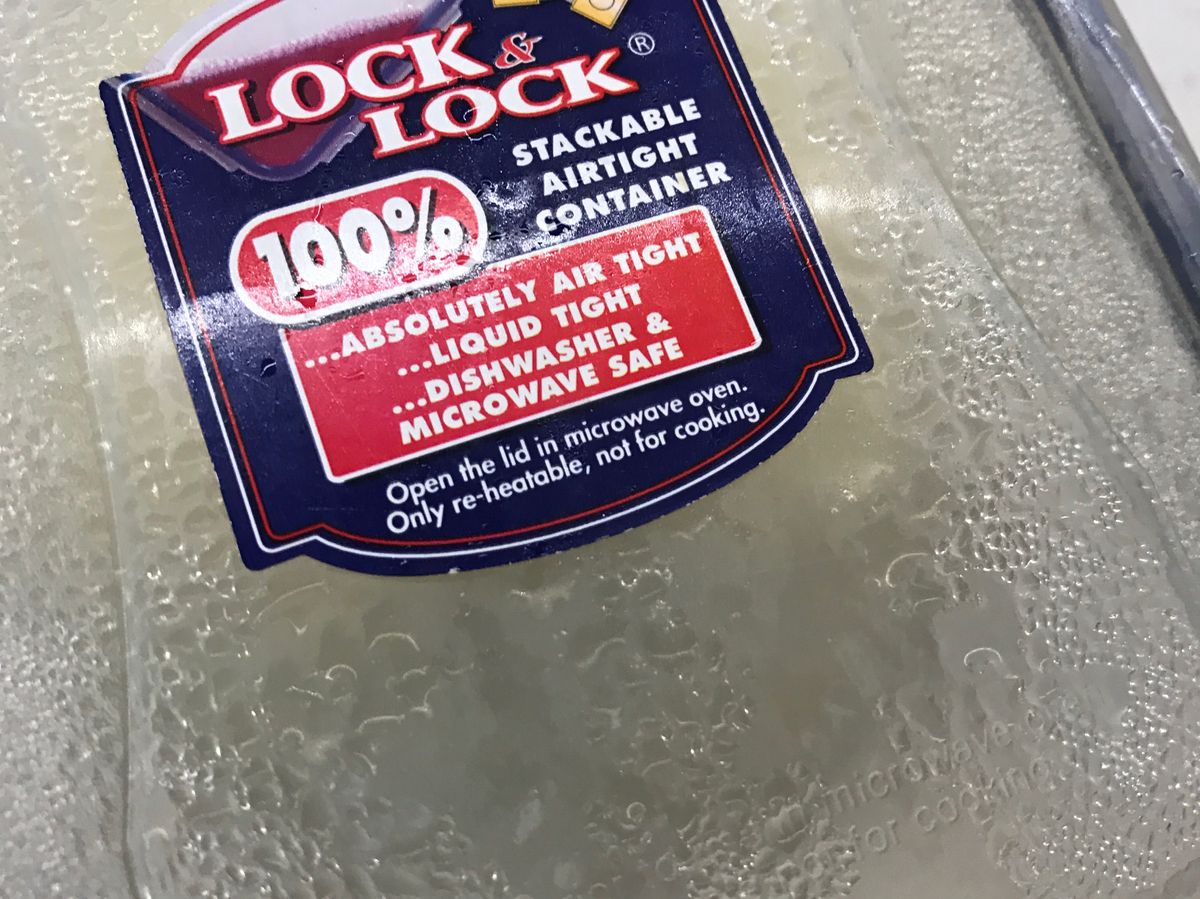 LOCK &
LOCK ®
STACKABLE
AIRTIGHT
CONTAINER
100%
...ABSOLUTELY AIR TIGHT
...LIQUID TIGHT
...DISHWASHER &
MICROWAVE SAFE
Open the lid in microwave oven.
Only re-heatable, not for cooking.
microwave
for cooking.